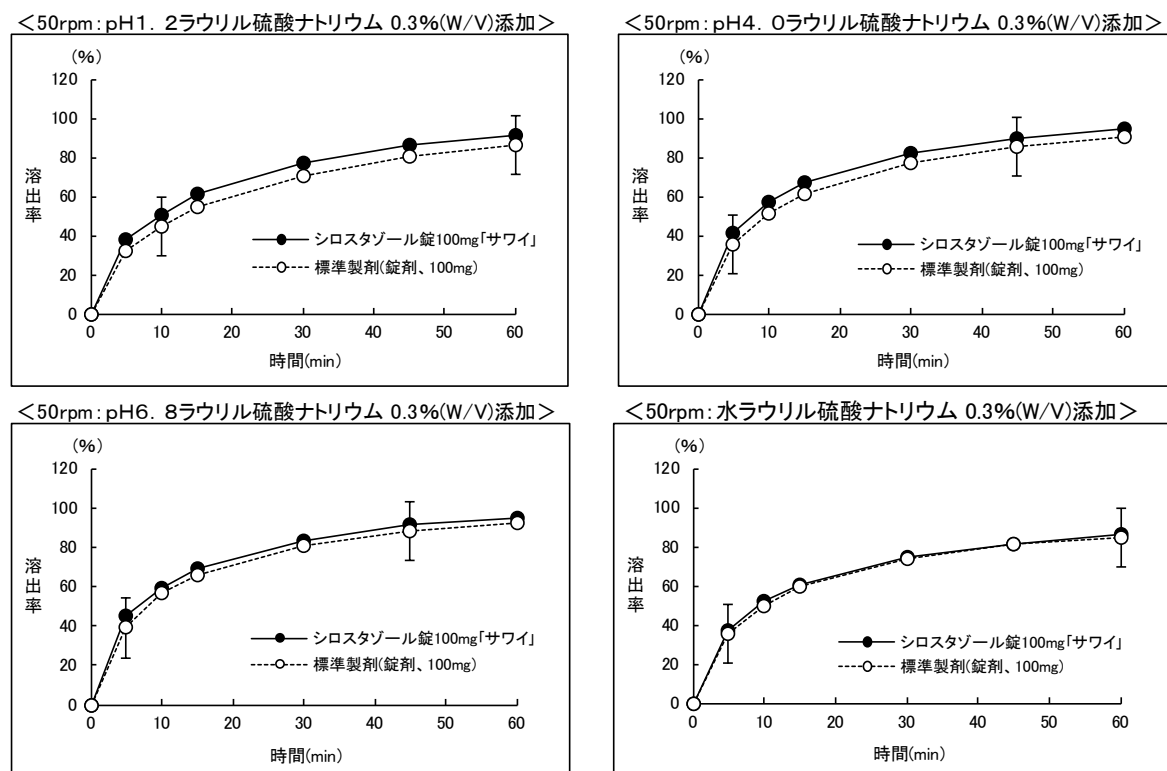 <50rpm:pH1.2ラウリル硫酸ナトリウム 0.3%(W/V)添加>
(%)
120
100
80
60
40
20
0
溶出率
シロスタゾール錠100mg「サワイ」
標準製剤(錠剤、100mg)
0 10 20 30 40 50 60
時間(min)
<50rpm:pH4.0ラウリル硫酸ナトリウム 0.3%(W/V)添加>
(%)
120
100
80
60
40
20
0
溶出率
シロスタゾール錠100mg「サワイ」
標準製剤(錠剤、100mg)
0 10 20 30 40 50 60
時間(min)
<50rpm:pH6.8ラウリル硫酸ナトリウム 0.3%(W/V)添加>
(%)
120
100
80
60
40
20
0
溶出率
シロスタゾール錠100mg「サワイ」
標準製剤(錠剤、100mg)
0 10 20 30 40 50 60
時間(min)
<50rpm:水ラウリル硫酸ナトリウム 0.3%(W/V)添加>
(%)
120
100
80
60
40
20
0
溶出率
シロスタゾール錠100mg「サワイ」
標準製剤(錠剤、100mg)
0 10 20 30 40 50 60
時間(min)